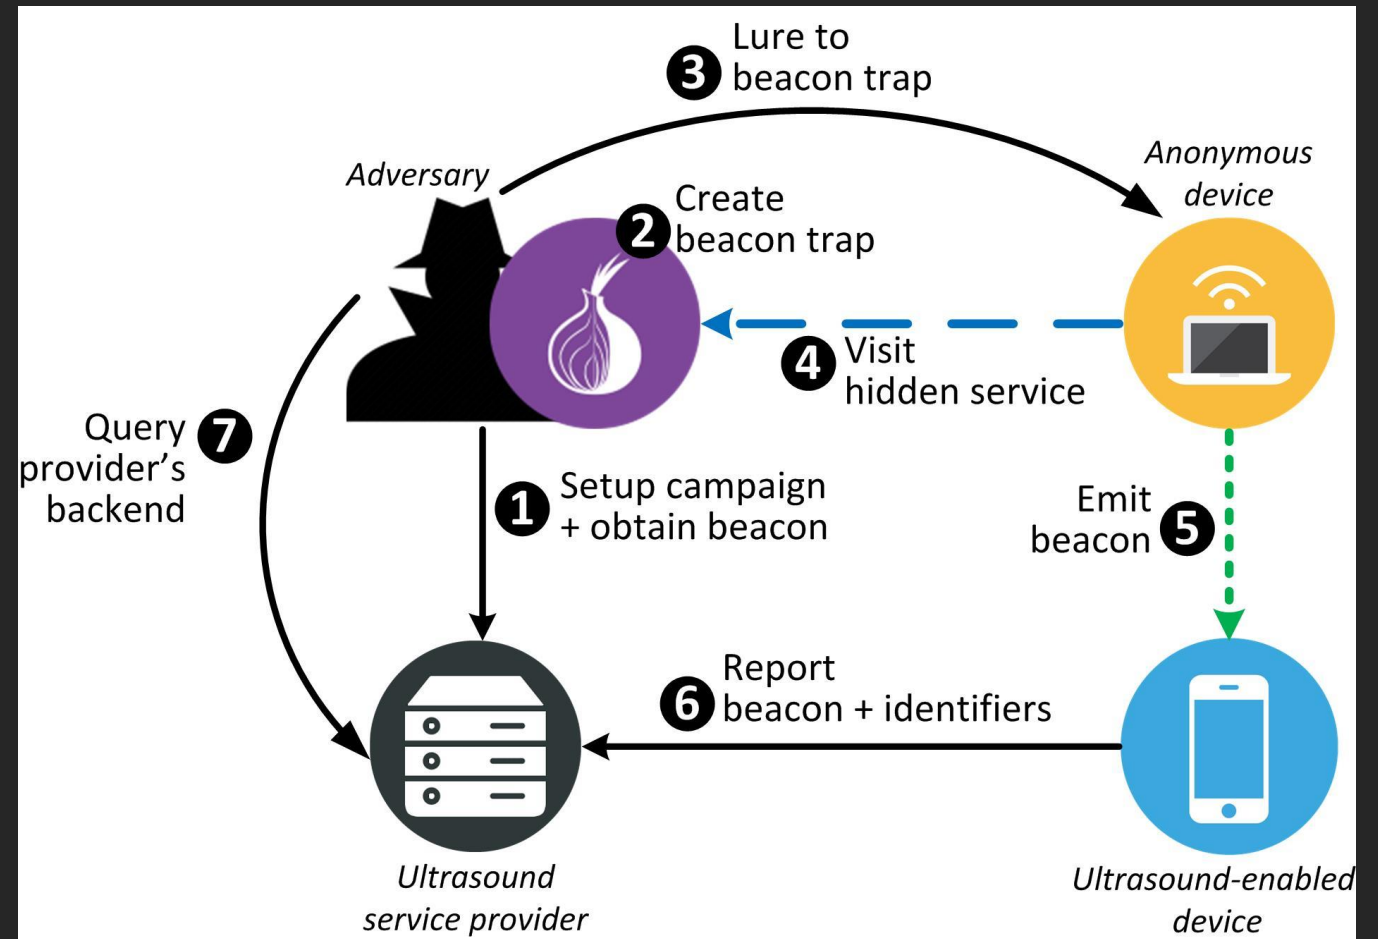 3
Lure to
beacon trap
Adversary
Anonymous
device
2
Create
beacon trap
4
Visit
hidden service
7
Query
provider’s
backend
1
Setup campaign
+ obtain beacon
5
Emit
beacon
6
Report
beacon + identifiers
Ultrasound
service provider
Ultrasound-enabled
device